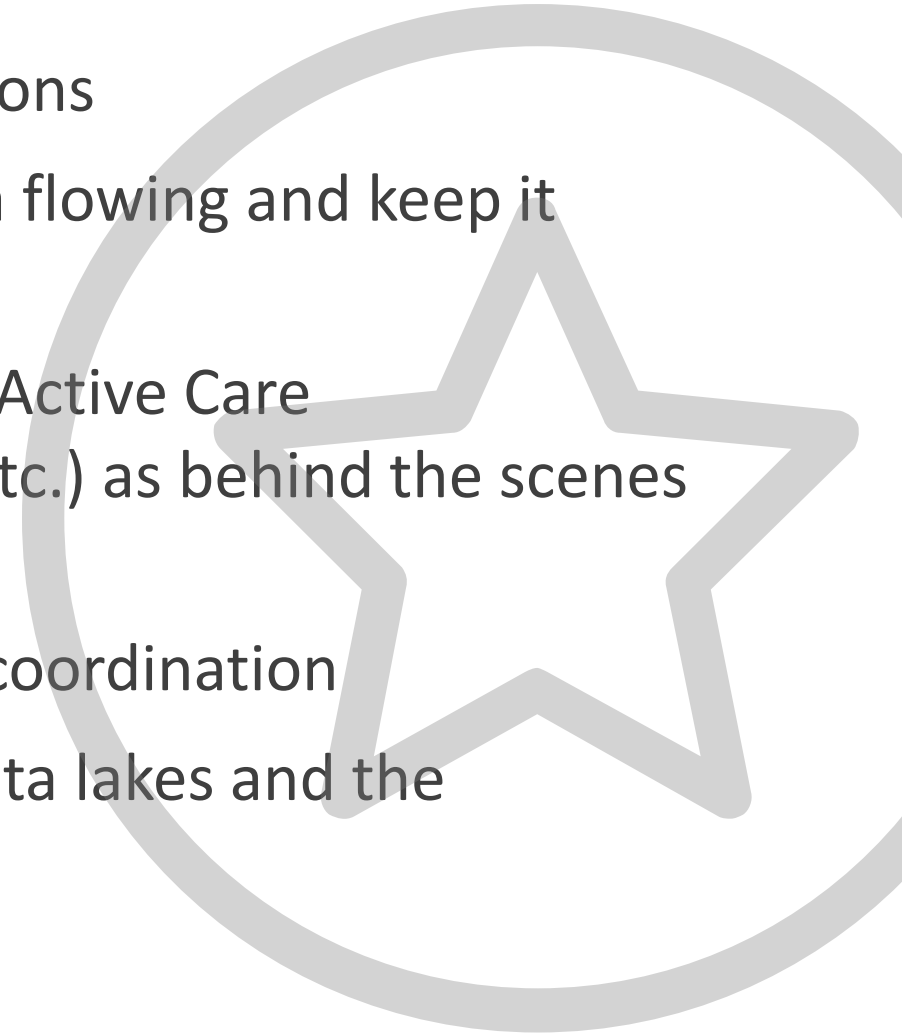 ons
flowing and keep it
Active Care
tc.) as behind the scenes
coordination
ta lakes and the